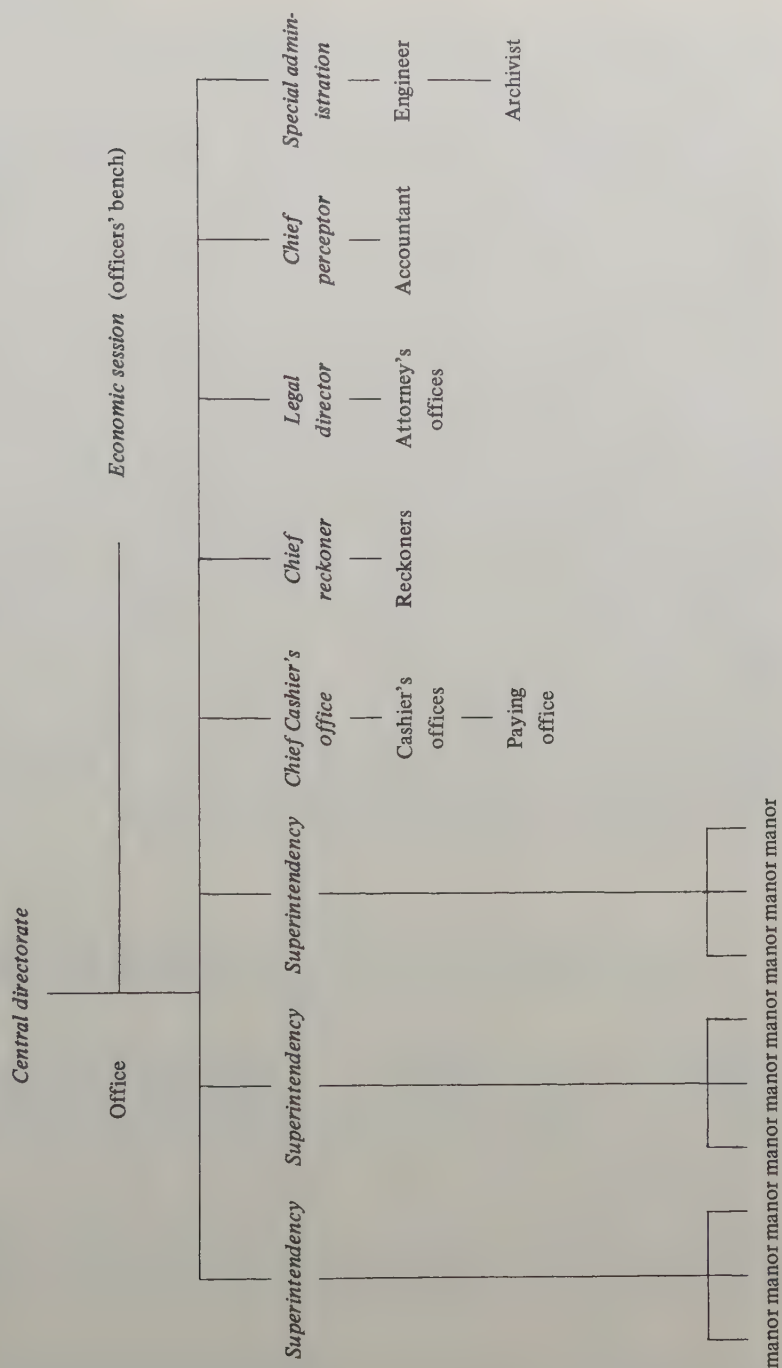 Central directorate
Office
Economic session (officers' bench)
Superintendency
Superintendency
Superintendency
Chief Cashier's
office
Chief
reckoner
Legal
director
Chief
perceptor
Special admin-
istration
Cashier's
offices
Reckoners
Attorney's
offices
Accountant
Engineer
Paying
office
Archivist
manor manor manor manor manor manor manor manor manor